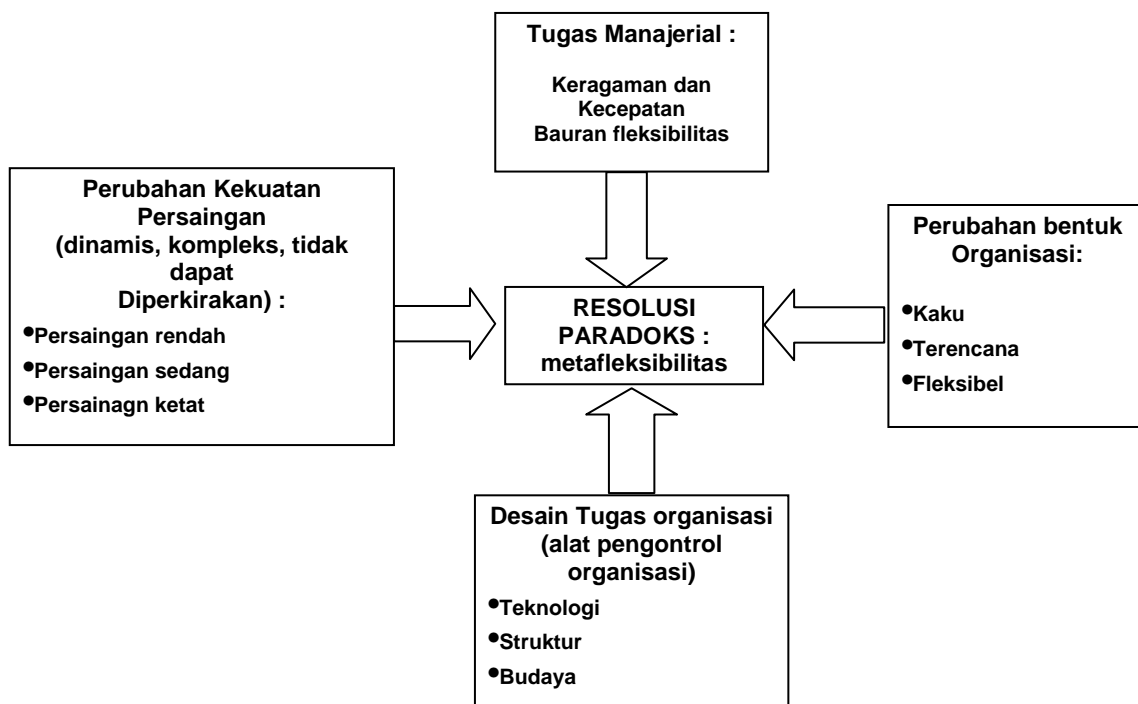 Tugas Manajerial :
Keragaman dan
Kecepatan
Bauran fleksibilitas
Perubahan Kekuatan
Persaingan
(dinamis, kompleks, tidak
dapat
Diperkirakan) :
•Persaingan rendah
•Persaingan sedang
•Persainagn ketat
RESOLUSI
PARADOKS :
metafleksibilitas
Perubahan bentuk
Organisasi:
•Kaku
•Terencana
•Fleksibel
Desain Tugas organisasi
(alat pengontrol
organisasi)
•Teknologi
•Struktur
•Budaya